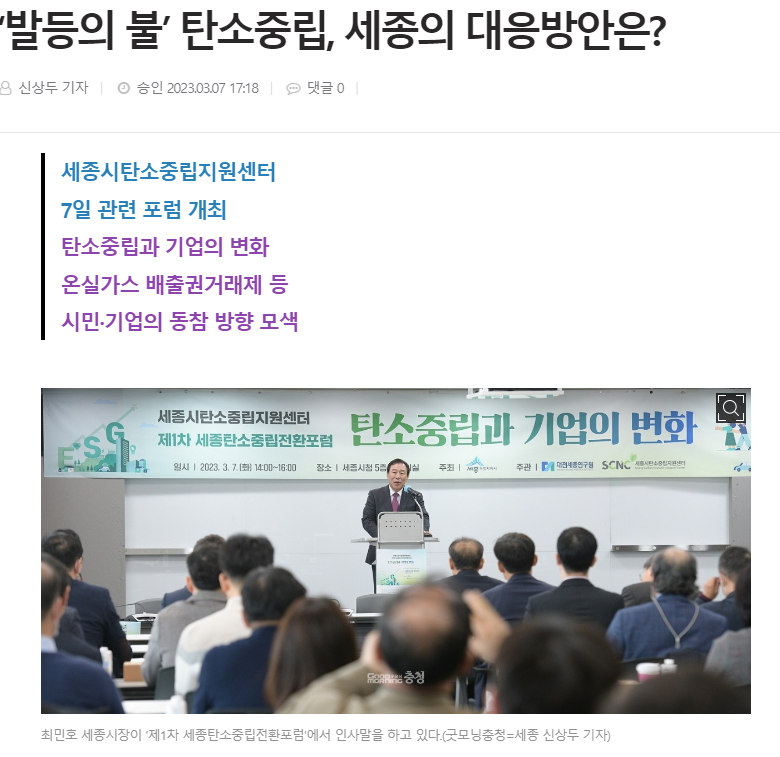 ‘발등의 불’ 탄소중립, 세종의 대응방안은?
신상두 기자 승인 2023.03.07 17:18 댓글 0
세종시탄소중립지원센터
7일 관련 포럼 개최
탄소중립과 기업의 변화
온실가스 배출권거래제 등
시민·기업의 동참 방향 모색
ESG
세종시탄소중립지원센터
제1차 세종탄소중립전환포럼
탄소중립과 기업의 변화
일시 | 2023. 3. 7.(화) 14:00~16:00 장소 | 세종시청 5층 주최 | 세종 주관 | 대전세종연구원 SCNC 세종시탄소중립지원센터
GOOD MORNING 충청
최민호 세종시장이 '제1차 세종탄소중립전환포럼'에서 인사말을 하고 있다.(굿모닝충청=세종 신상두 기자)